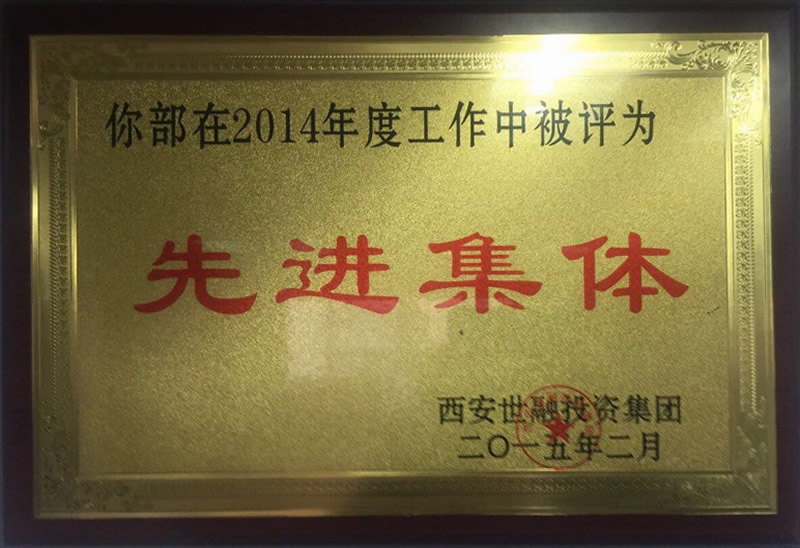 你部在2014年度工作中被评为
先进集体
西安世融投资集团
二〇一五年二月